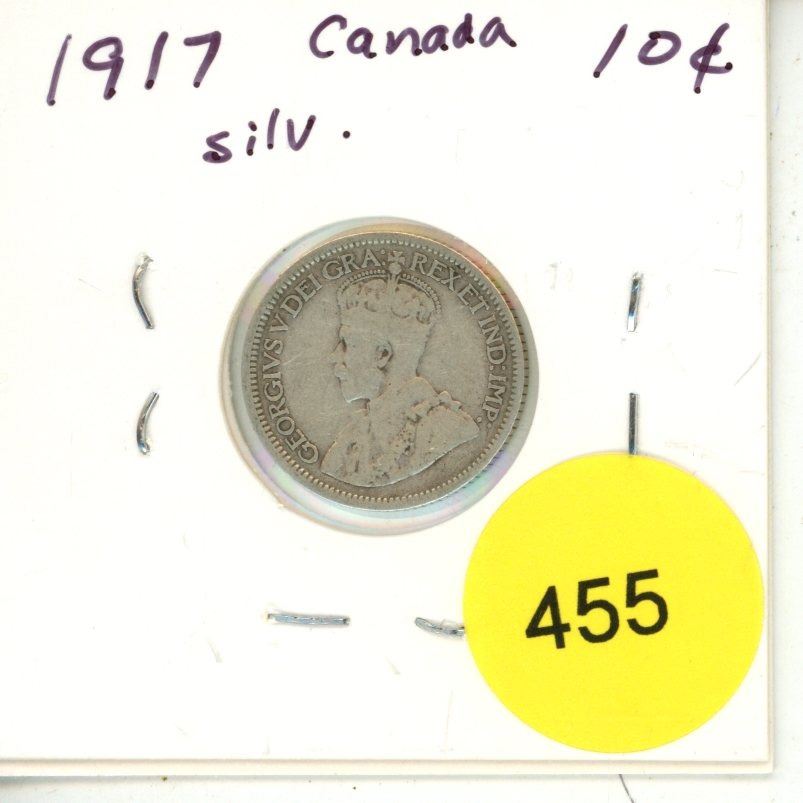 1917 Canada 10¢
silv.
GEORGIVS V DEI GRA: REX ET IND: IMP:
455